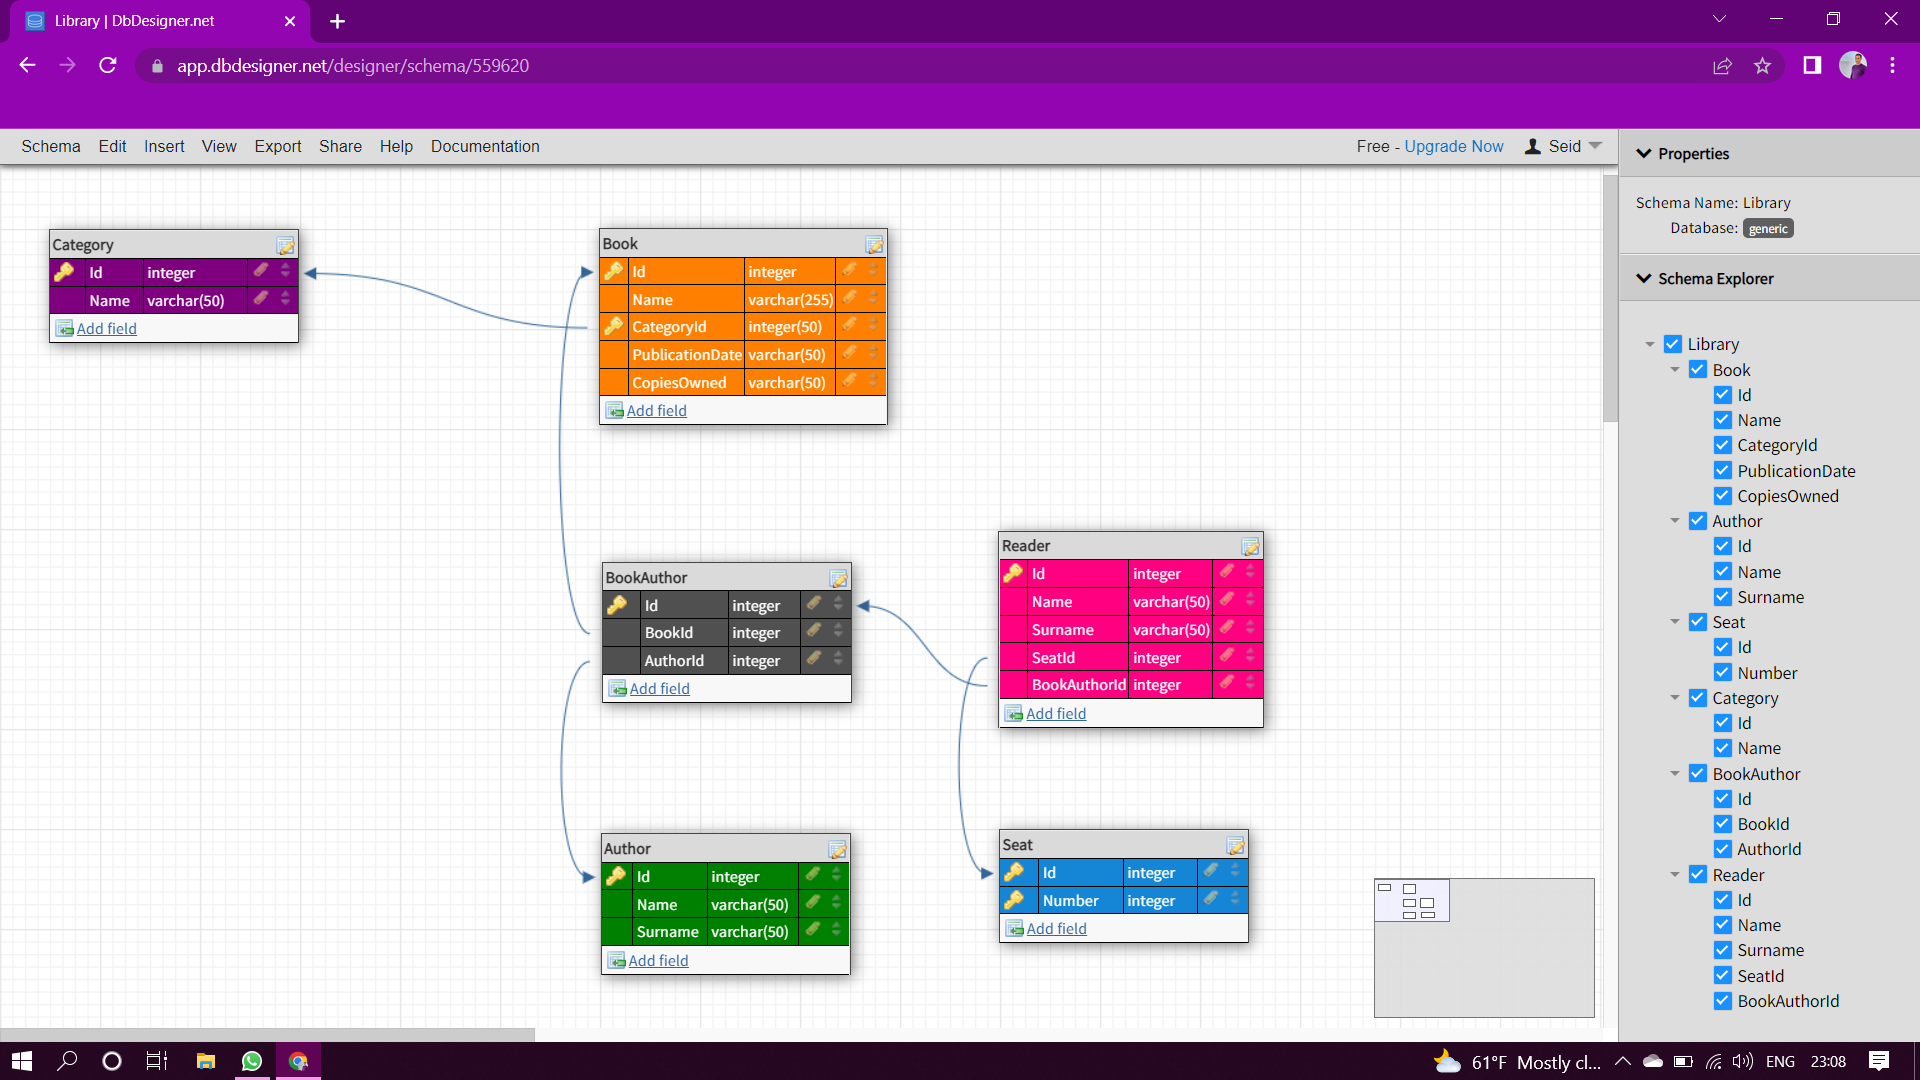 Library | DbDesigner.net
app.dbdesigner.net/designer/schema/559620
Schema Edit Insert View Export Share Help Documentation
Free - Upgrade Now Seid
Category
Id integer
Name varchar(50)
Add field
Book
Id integer
Name varchar(255)
CategoryId integer(50)
PublicationDate varchar(50)
CopiesOwned varchar(50)
Add field
BookAuthor
Id integer
BookId integer
AuthorId integer
Add field
Reader
Id integer
Name varchar(50)
Surname varchar(50)
SeatId integer
BookAuthorId integer
Add field
Author
Id integer
Name varchar(50)
Surname varchar(50)
Add field
Seat
Id integer
Number integer
Add field
Properties
Schema Name: Library
Database: generic
Schema Explorer
Library
Book
Id
Name
CategoryId
PublicationDate
CopiesOwned
Author
Id
Name
Surname
Seat
Id
Number
Category
Id
Name
BookAuthor
Id
BookId
AuthorId
Reader
Id
Name
Surname
SeatId
BookAuthorId
61°F Mostly cl... ENG 23:08